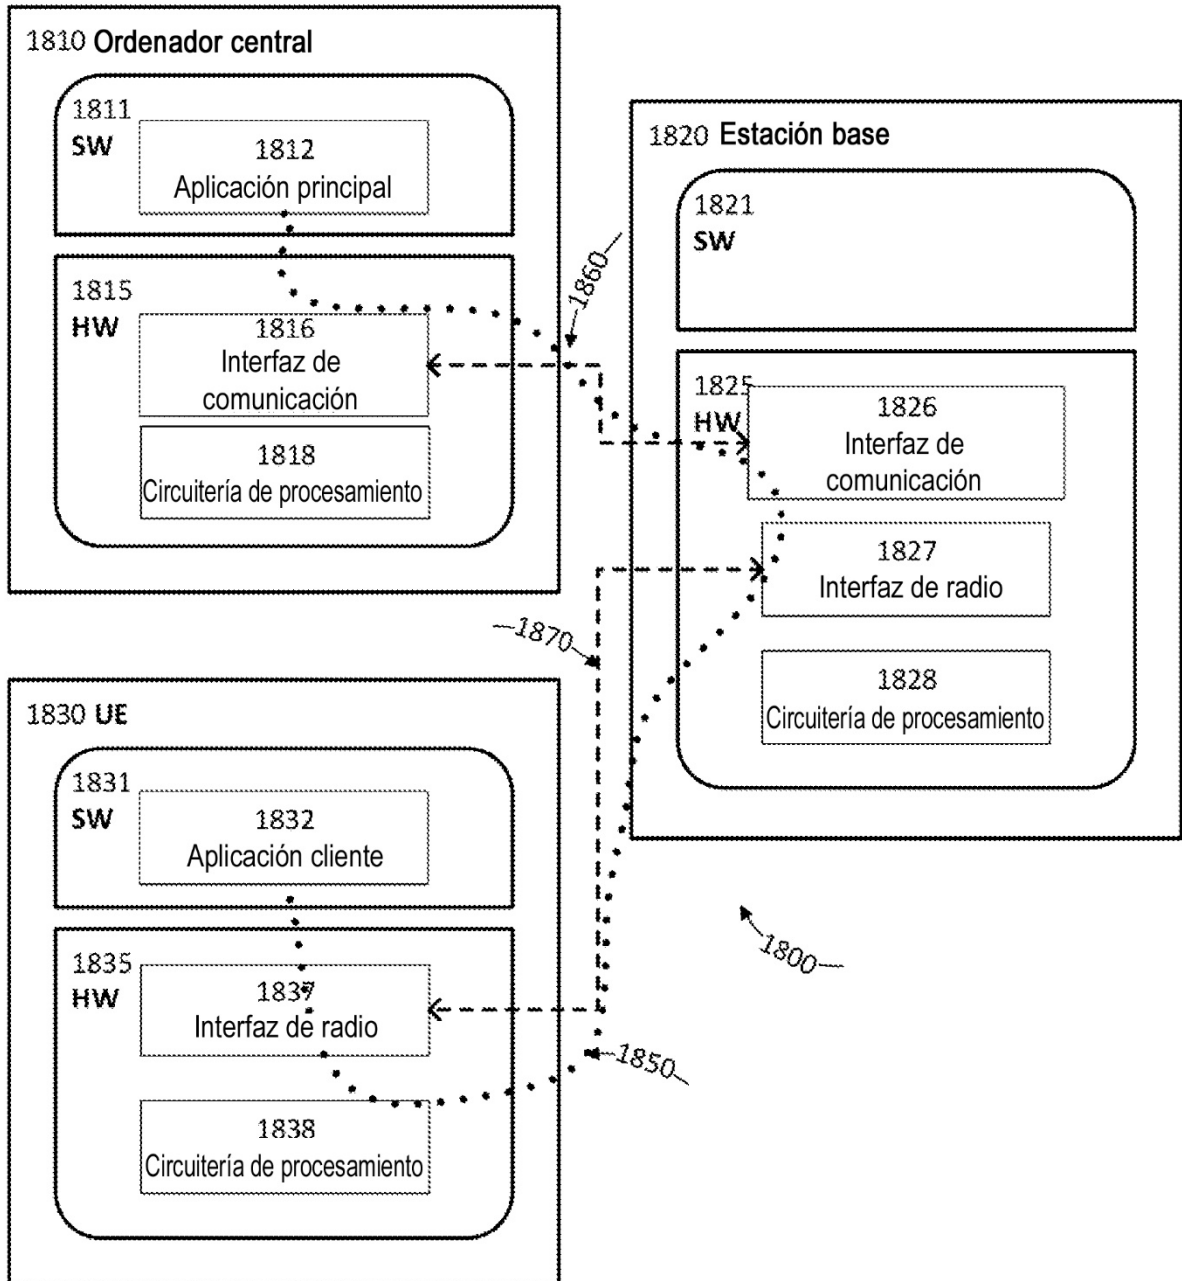 1810 Ordenador central
1811
SW
1812
Aplicación principal
1815
HW
1816
Interfaz de
comunicación
1818
Circuitería de procesamiento
1860
1820 Estación base
1821
SW
1825
HW
1826
Interfaz de
comunicación
1827
Interfaz de radio
1828
Circuitería de procesamiento
1870
1830 UE
1831
SW
1832
Aplicación cliente
1835
HW
1837
Interfaz de radio
1838
Circuitería de procesamiento
1850
1800